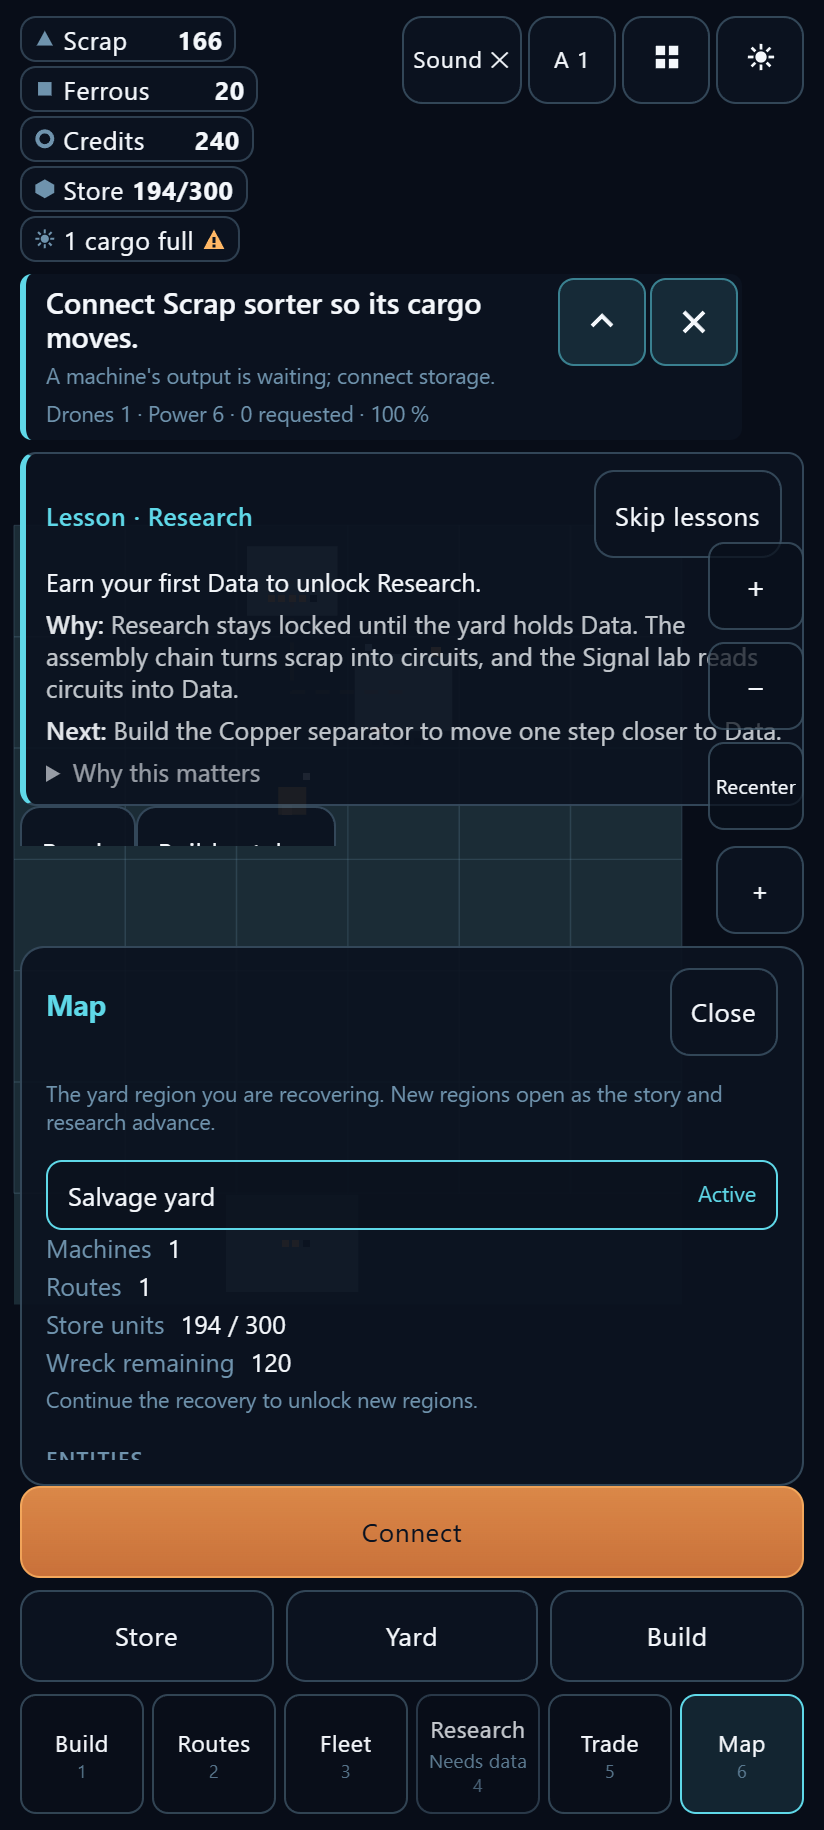 Scrap 166
Sound A 1
Ferrous 20
Credits 240
Store 194/300
1 cargo full
Connect Scrap sorter so its cargo
moves.
A machine's output is waiting; connect storage.
Drones 1 · Power 6 · 0 requested · 100 %
Lesson · Research
Skip lessons
Earn your first Data to unlock Research.
+
Why: Research stays locked until the yard holds Data. The
assembly chain turns scrap into circuits, and the Signal lab reads
−
circuits into Data.
Next: Build the Copper separator to move one step closer to Data.
Why this matters
Recenter
+
Map
Close
The yard region you are recovering. New regions open as the story and
research advance.
Salvage yard Active
Machines 1
Routes 1
Store units 194 / 300
Wreck remaining 120
Continue the recovery to unlock new regions.
ENTITIES
Connect
Store Yard Build
Build Routes Fleet Research Trade Map
1 2 3 Needs data 5 6
4